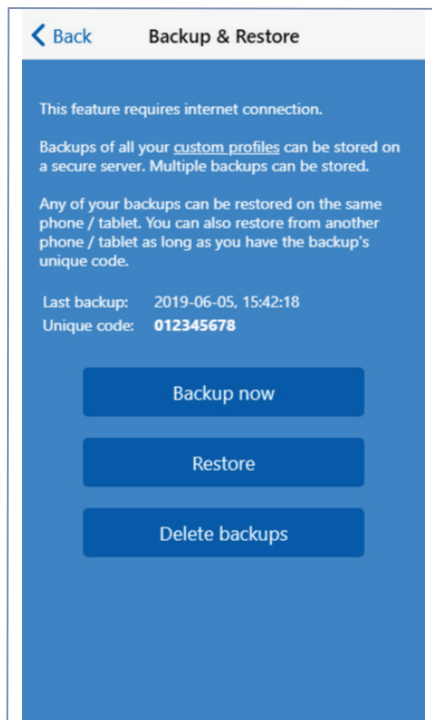 Back Backup & Restore
This feature requires internet connection.
Backups of all your custom profiles can be stored on
a secure server. Multiple backups can be stored.
Any of your backups can be restored on the same
phone / tablet. You can also restore from another
phone / tablet as long as you have the backup's
unique code.
Last backup: 2019-06-05, 15:42:18
Unique code: 012345678
Backup now
Restore
Delete backups